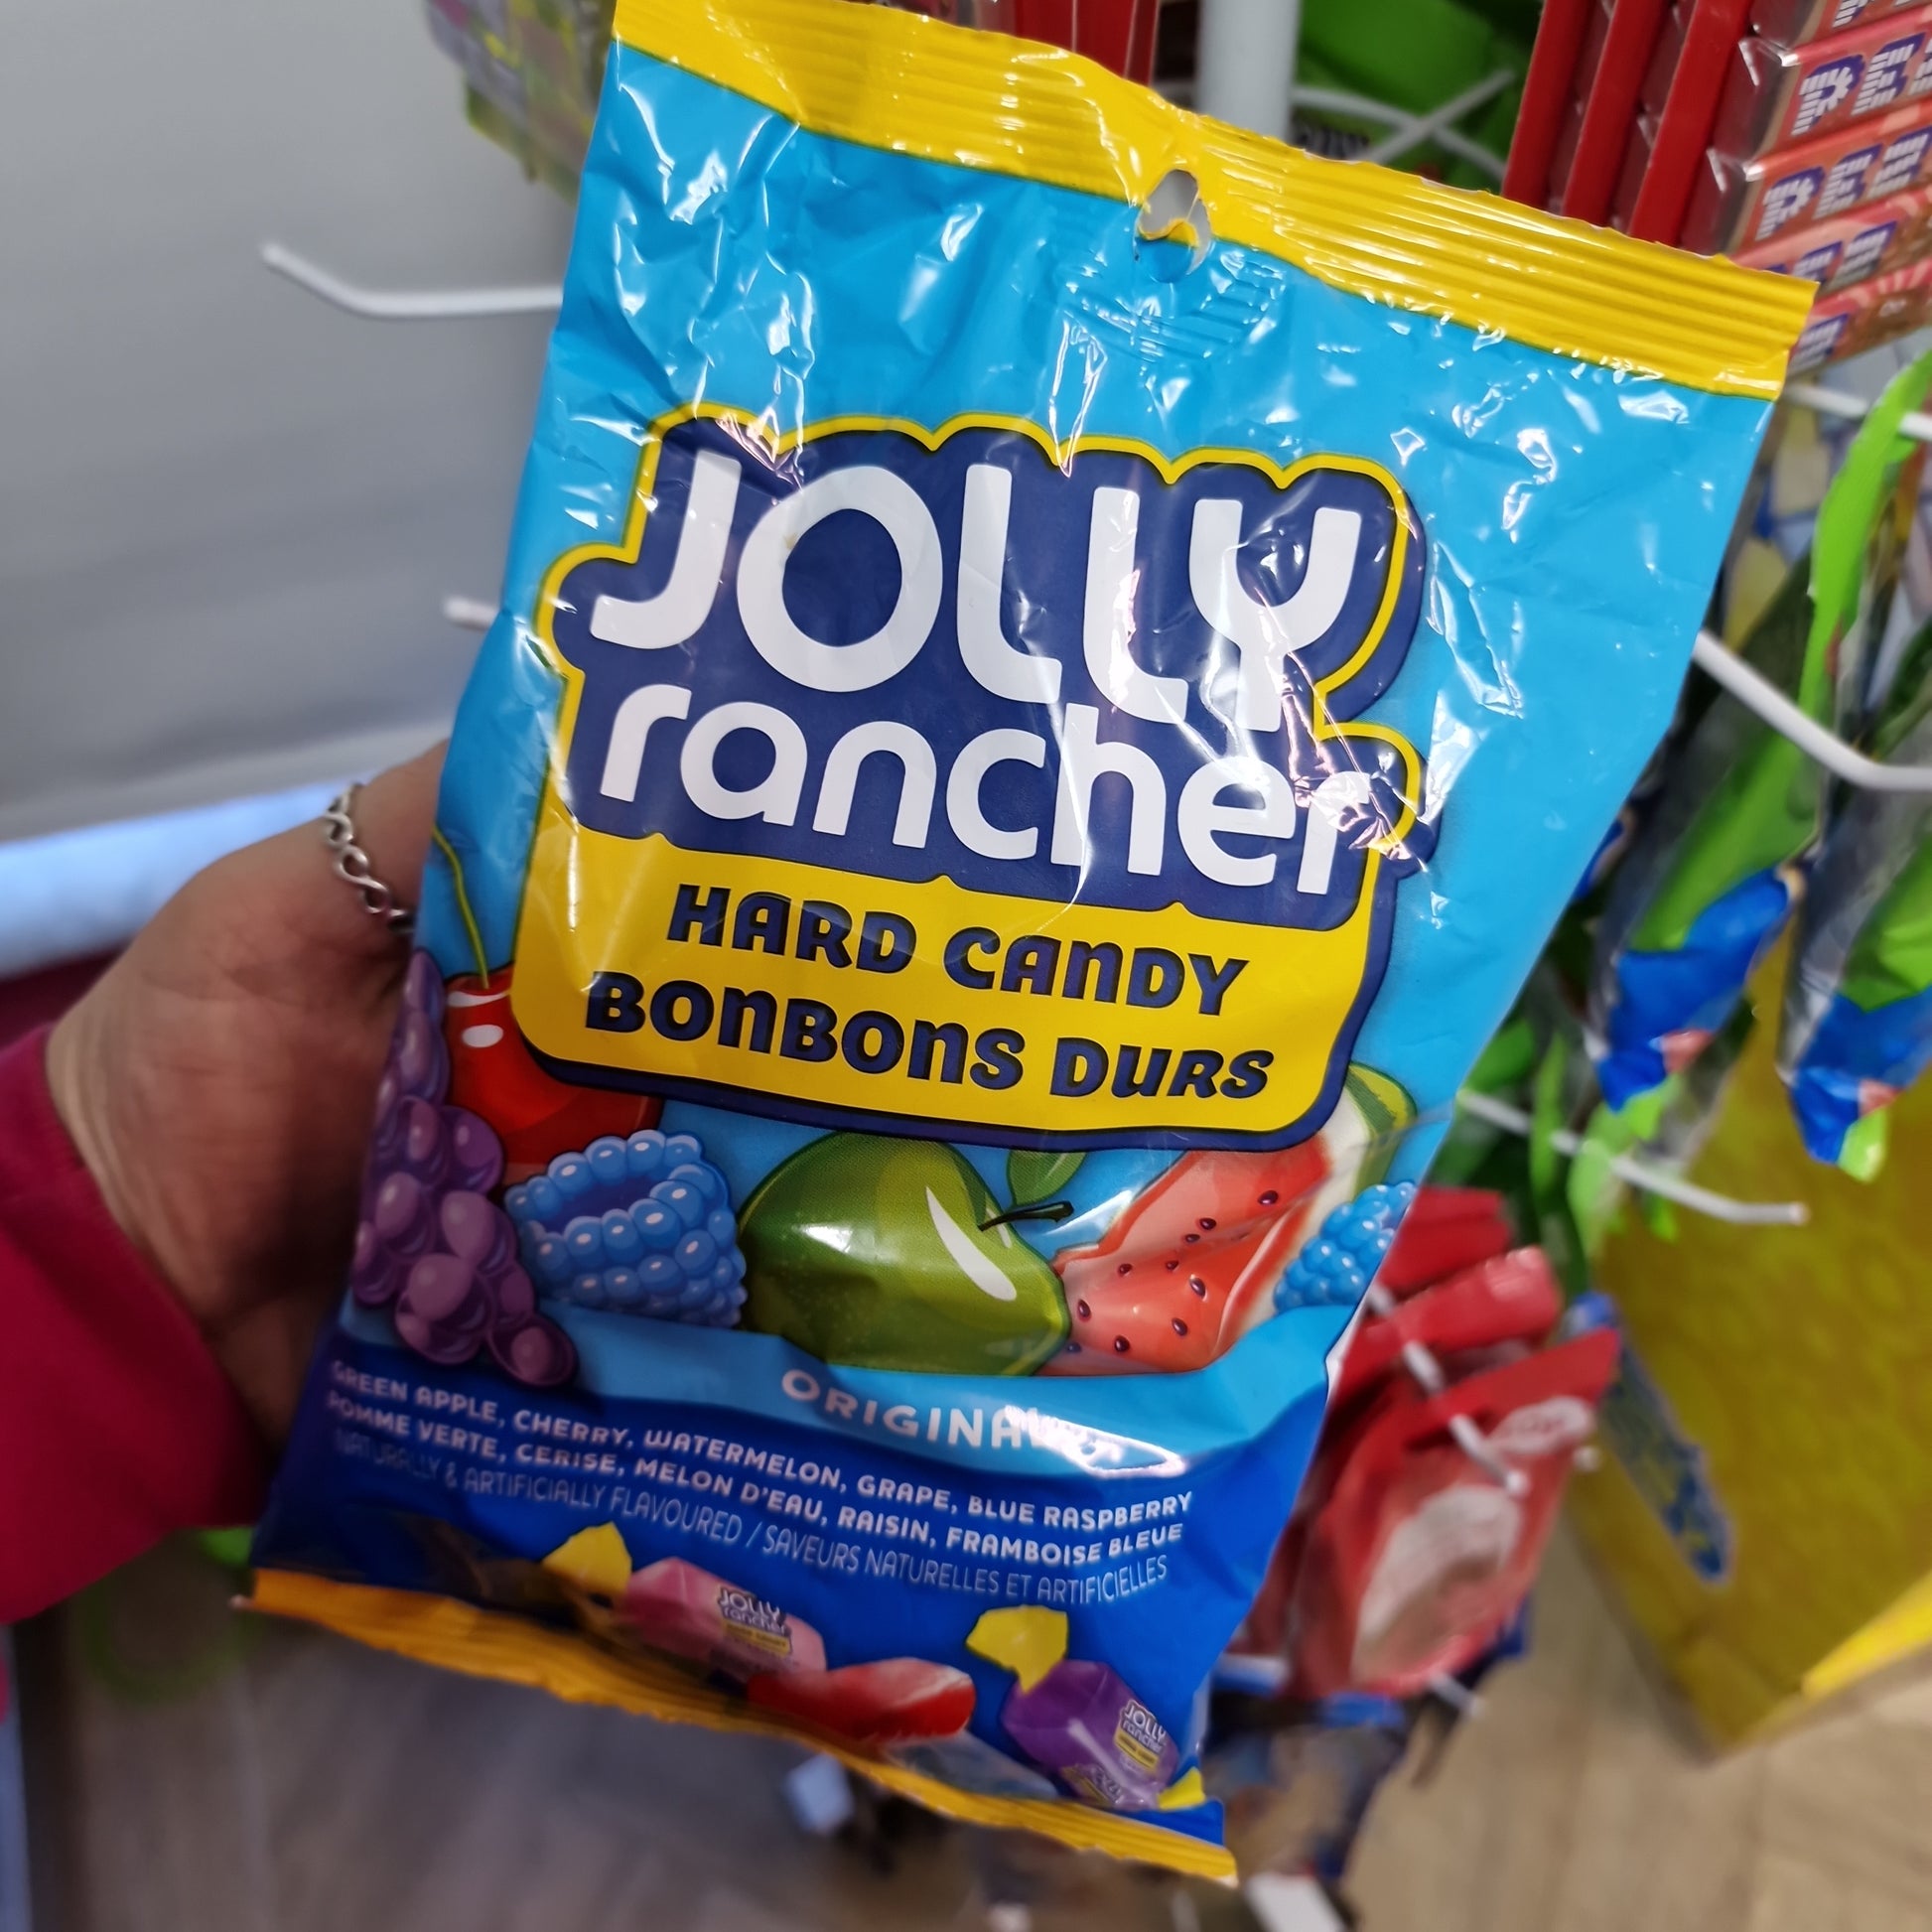 JOLLY
rancher
HARD CANDY
BONBONS DURS
ORIGINAL
GREEN APPLE, CHERRY, WATERMELON, GRAPE, BLUE RASPBERRY
POMME VERTE, CERISE, MELON D'EAU, RAISIN, FRAMBOISE BLEUE
NATURALLY & ARTIFICIALLY FLAVOURED / SAVEURS NATURELLES ET ARTIFICIELLES
JOLLY
rancher
JOLLY
rancher